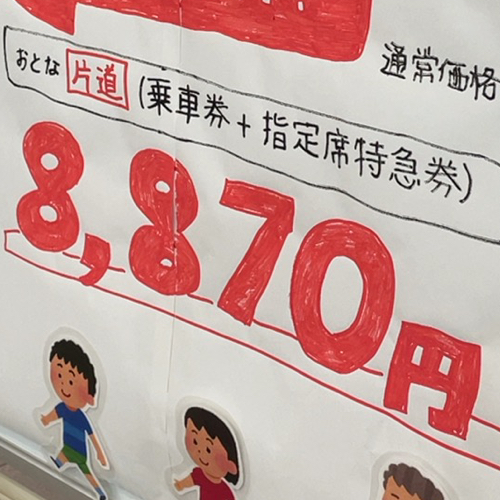 通常価格
おとな 片道 (乗車券 + 指定席特急券)
8,870円